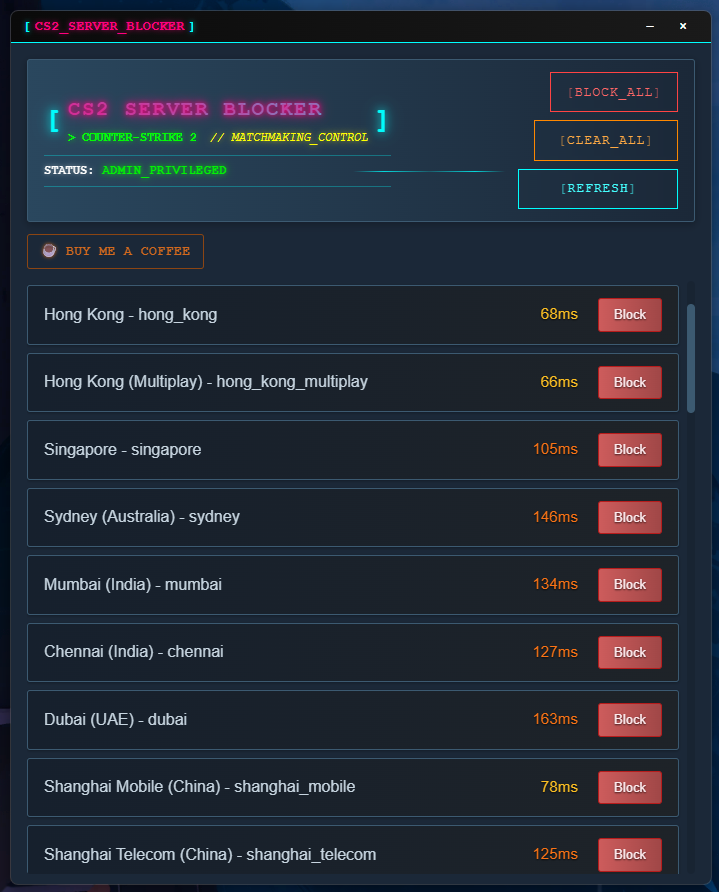 [ CS2_SERVER_BLOCKER ]
[ CS2 SERVER BLOCKER ]
> COUNTER-STRIKE 2 // MATCHMAKING_CONTROL
STATUS: ADMIN_PRIVILEGED
[BLOCK_ALL]
[CLEAR_ALL]
[REFRESH]
BUY ME A COFFEE
Hong Kong - hong_kong 68ms Block
Hong Kong (Multiplay) - hong_kong_multiplay 66ms Block
Singapore - singapore 105ms Block
Sydney (Australia) - sydney 146ms Block
Mumbai (India) - mumbai 134ms Block
Chennai (India) - chennai 127ms Block
Dubai (UAE) - dubai 163ms Block
Shanghai Mobile (China) - shanghai_mobile 78ms Block
Shanghai Telecom (China) - shanghai_telecom 125ms Block